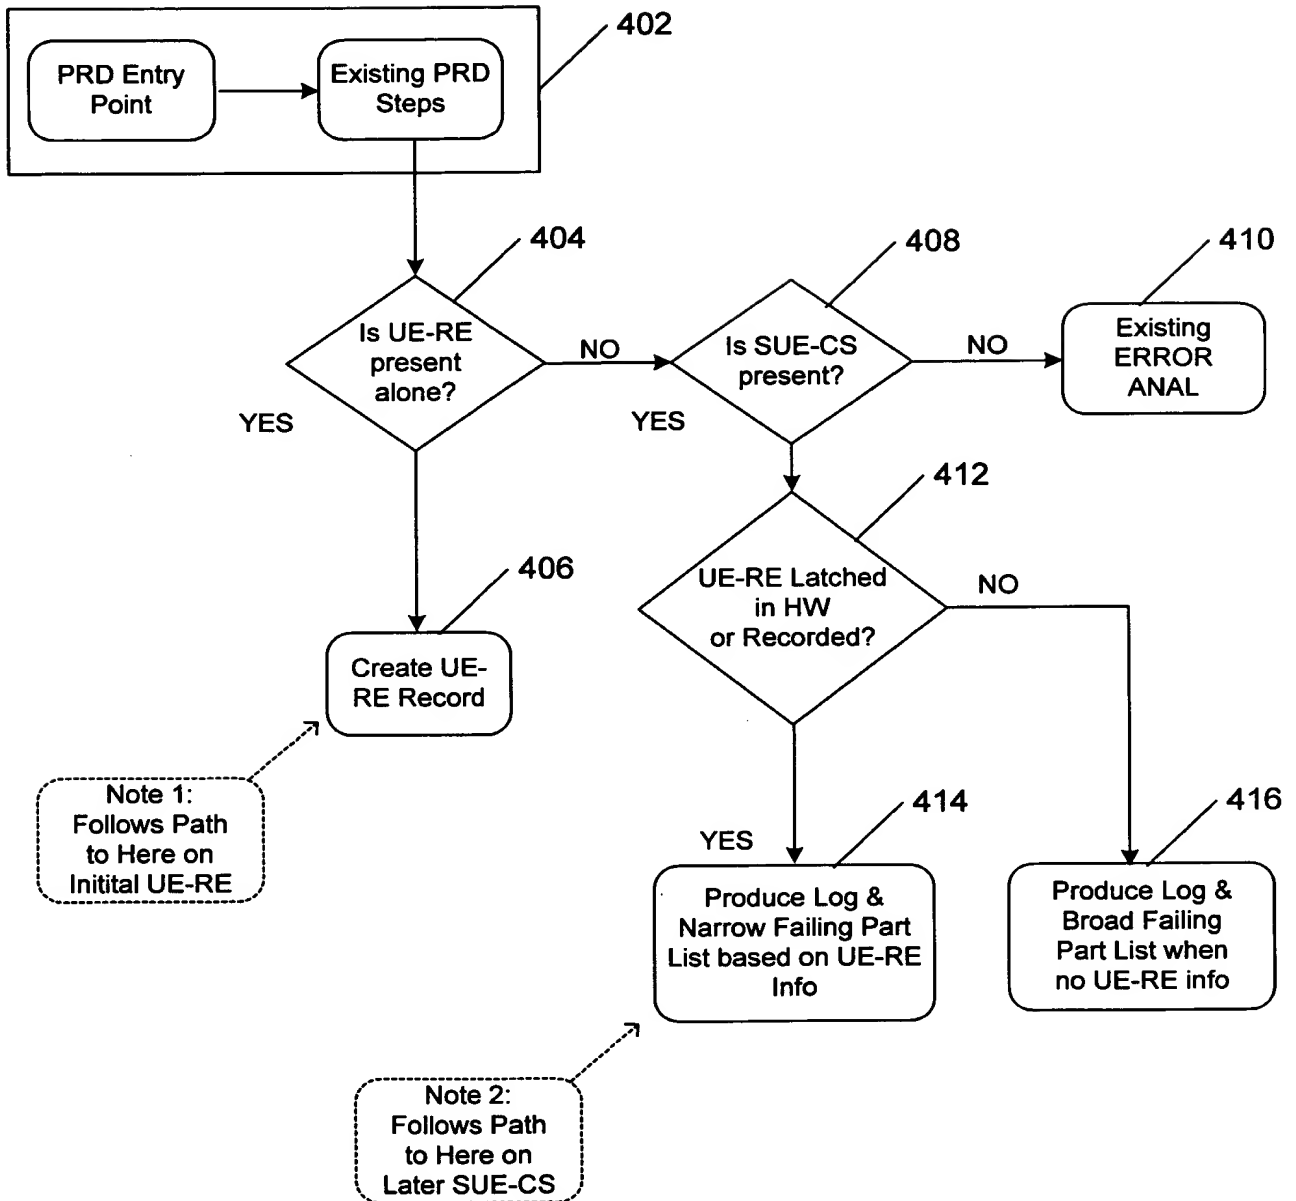 402
PRD Entry
Point
Existing PRD
Steps
404
408
410
Is UE-RE
present
alone?
NO
Is SUE-CS
present?
NO
Existing
ERROR
ANAL
YES
YES
412
406
UE-RE Latched
in HW
or Recorded?
NO
Create UE-
RE Record
Note 1:
Follows Path
to Here on
Initital UE-RE
414
416
YES
Produce Log &
Narrow Failing Part
List based on UE-RE
Info
Produce Log &
Broad Failing
Part List when
no UE-RE info
Note 2:
Follows Path
to Here on
Later SUE-CS